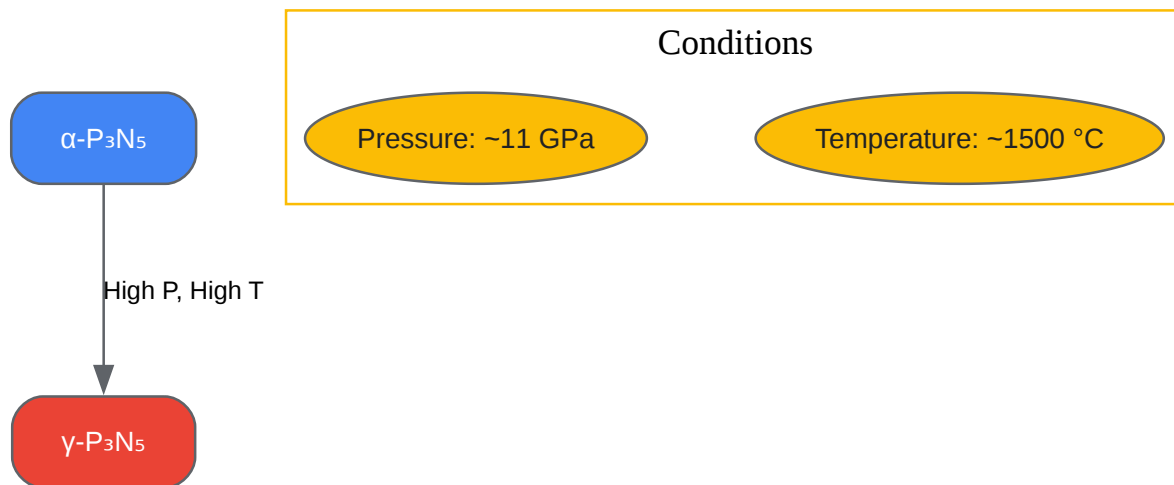 Conditions
α-P₃N₅
Pressure: ~11 GPa
Temperature: ~1500 °C
High P, High T
γ-P₃N₅